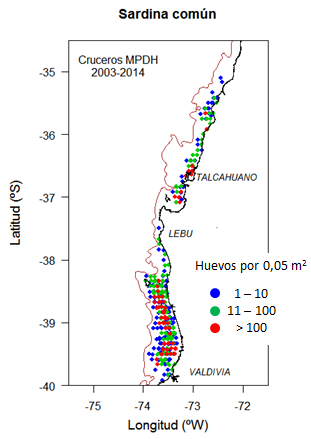 Sardina común
Cruceros MPDH
2003-2014
-35
-36
-37
-38
-39
-40
Latitud (ºS)
TALCAHUANO
LEBU
VALDIVIA
Huevos por 0,05 m²
1 – 10
11 – 100
> 100
-75
-74
-73
-72
Longitud (ºW)